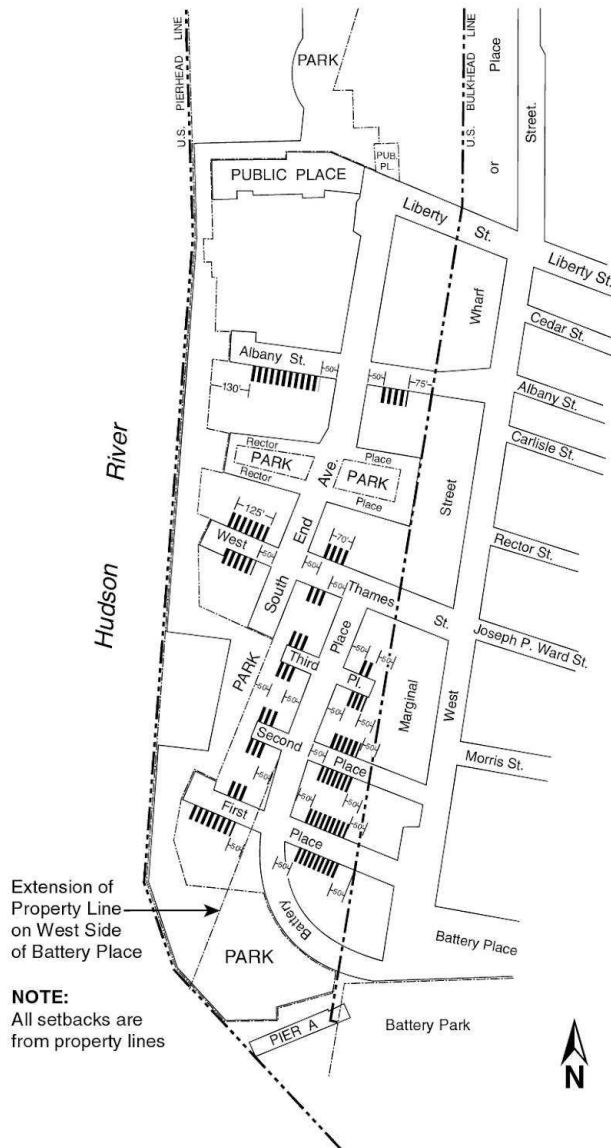 U.S. PIERHEAD LINE
PARK
U.S. BULKHEAD LINE
Place
or
Street.
PUBLIC PLACE
PUB.
PL.
Liberty St.
Liberty St.
Wharf
Cedar St.
Albany St.
-50'-
-50'-
75'
130'
Albany St.
Carlisle St.
Hudson River
Rector
Place
PARK
Ave.
PARK
Rector
Place
Street
125'
End
70'
Rector St.
West
-50'-
-50'-
-50'-
Thames St.
South
Joseph P. Ward St.
Place
-50'-
-50'-
Third
Pl.
PARK
Marginal
West
-50'-
-50'-
-50'-
-50'-
Second
-50'-
-50'-
Place
Morris St.
-50'-
First
-50'-
-50'-
-50'-
Place
-50'-
-50'-
-50'-
Extension of
Property Line
on West Side
of Battery Place
Battery
Battery Place
PARK
NOTE:
All setbacks are
from property lines
PIER A
Battery Park
N